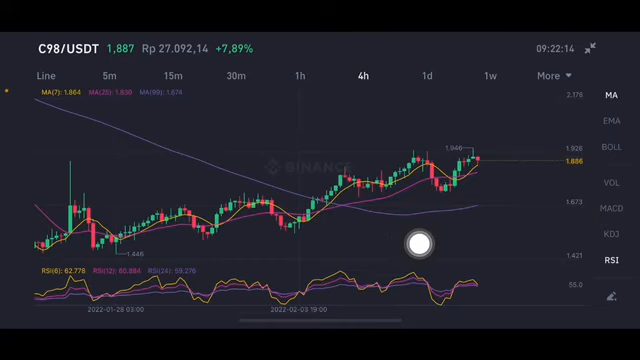 C98/USDT 1,887 Rp 27.092,14 +7,89% 09:22:14
Line 5m 15m 30m 1h 4h 1d 1w More
MA(7): 1.864 MA(25): 1.830 MA(99): 1.674
2.176
MA
EMA
1.946
1.926
BOLL
BINANCE
1.886
VOL
1.673
MACD
KDJ
1.446
1.421
RSI
RSI(6): 62.778 RSI(12): 60.884 RSI(24): 59.276
55.0
2022-01-28 03:00 2022-02-03 19:00